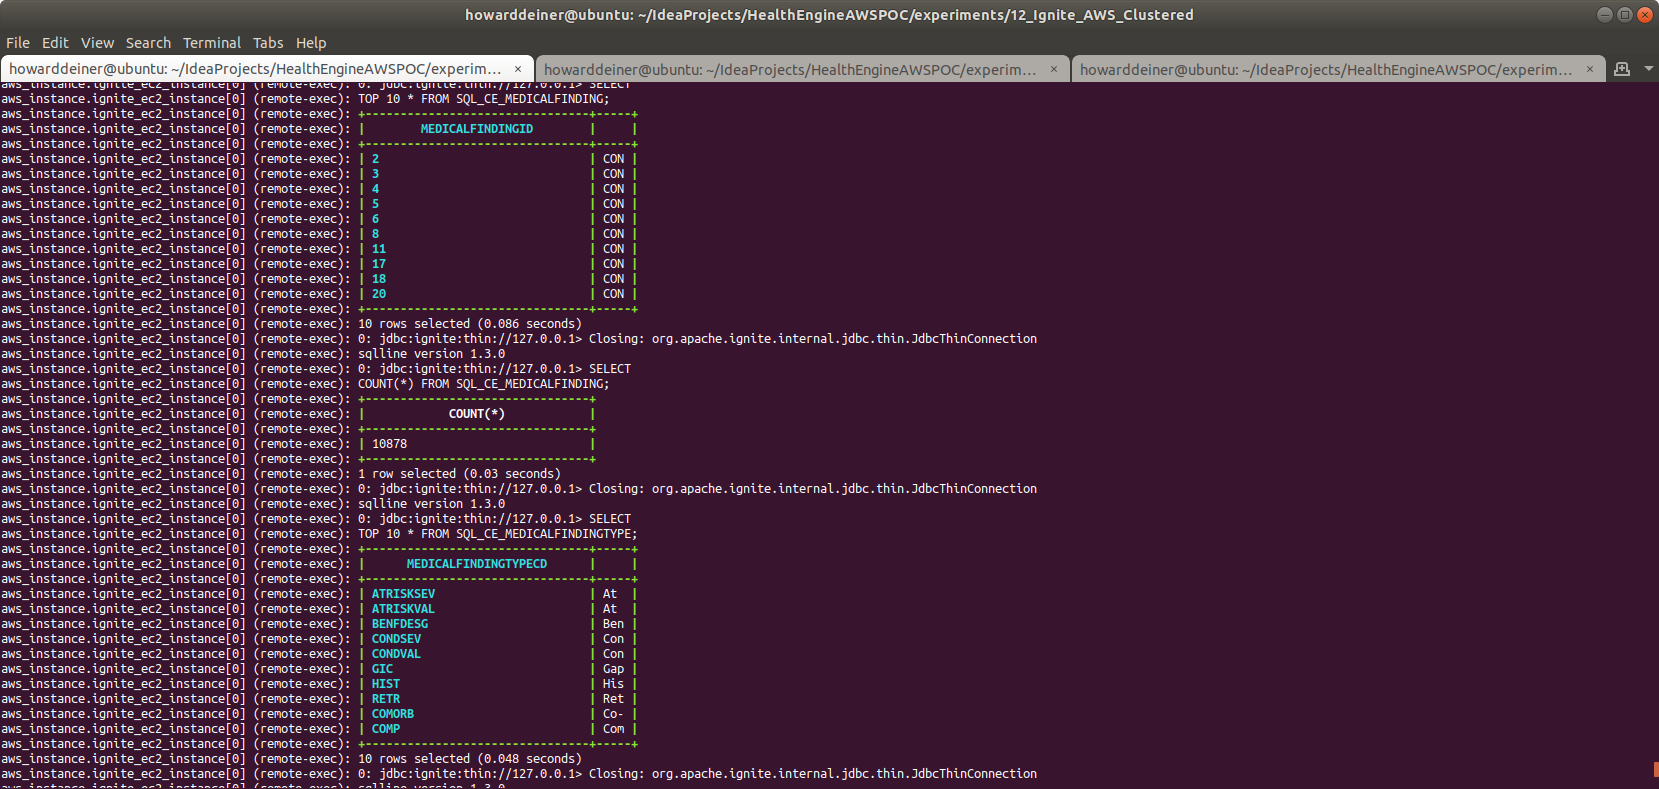 howarddeiner@ubuntu: ~/IdeaProjects/HealthEngineAWSPOC/experiments/12_Ignite_AWS_Clustered
File Edit View Search Terminal Tabs Help
howarddeiner@ubuntu: ~/IdeaProjects/HealthEngineAWSPOC/experim... × howarddeiner@ubuntu: ~/IdeaProjects/HealthEngineAWSPOC/experim... × howarddeiner@ubuntu: ~/IdeaProjects/HealthEngineAWSPOC/experim... ×
aws_instance.ignite_ec2_instance[0] (remote-exec): 0: jdbc:ignite:thin://127.0.0.1> SELECT
aws_instance.ignite_ec2_instance[0] (remote-exec): TOP 10 * FROM SQL_CE_MEDICALFINDING;
aws_instance.ignite_ec2_instance[0] (remote-exec): +--------------------------------+-----+
aws_instance.ignite_ec2_instance[0] (remote-exec): |        MEDICALFINDINGID        |     |
aws_instance.ignite_ec2_instance[0] (remote-exec): +--------------------------------+-----+
aws_instance.ignite_ec2_instance[0] (remote-exec): | 2                              | CON |
aws_instance.ignite_ec2_instance[0] (remote-exec): | 3                              | CON |
aws_instance.ignite_ec2_instance[0] (remote-exec): | 4                              | CON |
aws_instance.ignite_ec2_instance[0] (remote-exec): | 5                              | CON |
aws_instance.ignite_ec2_instance[0] (remote-exec): | 6                              | CON |
aws_instance.ignite_ec2_instance[0] (remote-exec): | 8                              | CON |
aws_instance.ignite_ec2_instance[0] (remote-exec): | 11                             | CON |
aws_instance.ignite_ec2_instance[0] (remote-exec): | 17                             | CON |
aws_instance.ignite_ec2_instance[0] (remote-exec): | 18                             | CON |
aws_instance.ignite_ec2_instance[0] (remote-exec): | 20                             | CON |
aws_instance.ignite_ec2_instance[0] (remote-exec): +--------------------------------+-----+
aws_instance.ignite_ec2_instance[0] (remote-exec): 10 rows selected (0.086 seconds)
aws_instance.ignite_ec2_instance[0] (remote-exec): 0: jdbc:ignite:thin://127.0.0.1> Closing: org.apache.ignite.internal.jdbc.thin.JdbcThinConnection
aws_instance.ignite_ec2_instance[0] (remote-exec): sqlline version 1.3.0
aws_instance.ignite_ec2_instance[0] (remote-exec): 0: jdbc:ignite:thin://127.0.0.1> SELECT
aws_instance.ignite_ec2_instance[0] (remote-exec): COUNT(*) FROM SQL_CE_MEDICALFINDING;
aws_instance.ignite_ec2_instance[0] (remote-exec): +--------------------------------+
aws_instance.ignite_ec2_instance[0] (remote-exec): |            COUNT(*)            |
aws_instance.ignite_ec2_instance[0] (remote-exec): +--------------------------------+
aws_instance.ignite_ec2_instance[0] (remote-exec): | 10878                          |
aws_instance.ignite_ec2_instance[0] (remote-exec): +--------------------------------+
aws_instance.ignite_ec2_instance[0] (remote-exec): 1 row selected (0.03 seconds)
aws_instance.ignite_ec2_instance[0] (remote-exec): 0: jdbc:ignite:thin://127.0.0.1> Closing: org.apache.ignite.internal.jdbc.thin.JdbcThinConnection
aws_instance.ignite_ec2_instance[0] (remote-exec): sqlline version 1.3.0
aws_instance.ignite_ec2_instance[0] (remote-exec): 0: jdbc:ignite:thin://127.0.0.1> SELECT
aws_instance.ignite_ec2_instance[0] (remote-exec): TOP 10 * FROM SQL_CE_MEDICALFINDINGTYPE;
aws_instance.ignite_ec2_instance[0] (remote-exec): +--------------------------------+-----+
aws_instance.ignite_ec2_instance[0] (remote-exec): |      MEDICALFINDINGTYPECD      |     |
aws_instance.ignite_ec2_instance[0] (remote-exec): +--------------------------------+-----+
aws_instance.ignite_ec2_instance[0] (remote-exec): | ATRISKSEV                      | At  |
aws_instance.ignite_ec2_instance[0] (remote-exec): | ATRISKVAL                      | At  |
aws_instance.ignite_ec2_instance[0] (remote-exec): | BENFDESG                       | Ben |
aws_instance.ignite_ec2_instance[0] (remote-exec): | CONDSEV                        | Con |
aws_instance.ignite_ec2_instance[0] (remote-exec): | CONDVAL                        | Con |
aws_instance.ignite_ec2_instance[0] (remote-exec): | GIC                            | Gap |
aws_instance.ignite_ec2_instance[0] (remote-exec): | HIST                           | His |
aws_instance.ignite_ec2_instance[0] (remote-exec): | RETR                           | Ret |
aws_instance.ignite_ec2_instance[0] (remote-exec): | COMORB                         | Co- |
aws_instance.ignite_ec2_instance[0] (remote-exec): | COMP                           | Com |
aws_instance.ignite_ec2_instance[0] (remote-exec): +--------------------------------+-----+
aws_instance.ignite_ec2_instance[0] (remote-exec): 10 rows selected (0.048 seconds)
aws_instance.ignite_ec2_instance[0] (remote-exec): 0: jdbc:ignite:thin://127.0.0.1> Closing: org.apache.ignite.internal.jdbc.thin.JdbcThinConnection
aws_instance.ignite_ec2_instance[0] (remote-exec): sqlline version 1.3.0